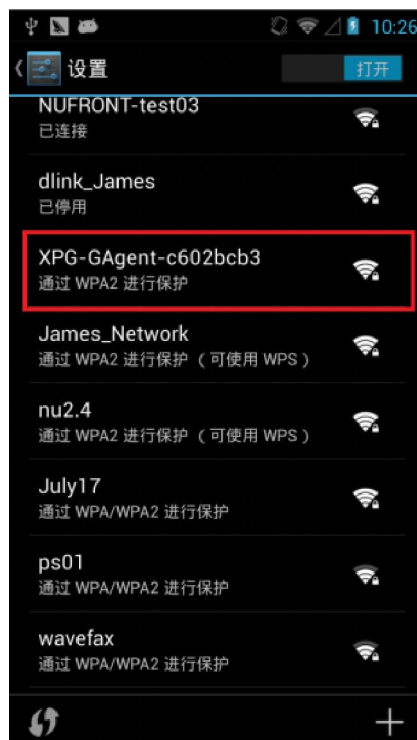 10:26
设置
打开
NUFRONT-test03
已连接
dlink_James
已停用
XPG-GAgent-c602bcb3
通过 WPA2 进行保护
James_Network
通过 WPA2 进行保护 （可使用 WPS）
nu2.4
通过 WPA2 进行保护 （可使用 WPS）
July17
通过 WPA/WPA2 进行保护
ps01
通过 WPA/WPA2 进行保护
wavefax
通过 WPA/WPA2 进行保护